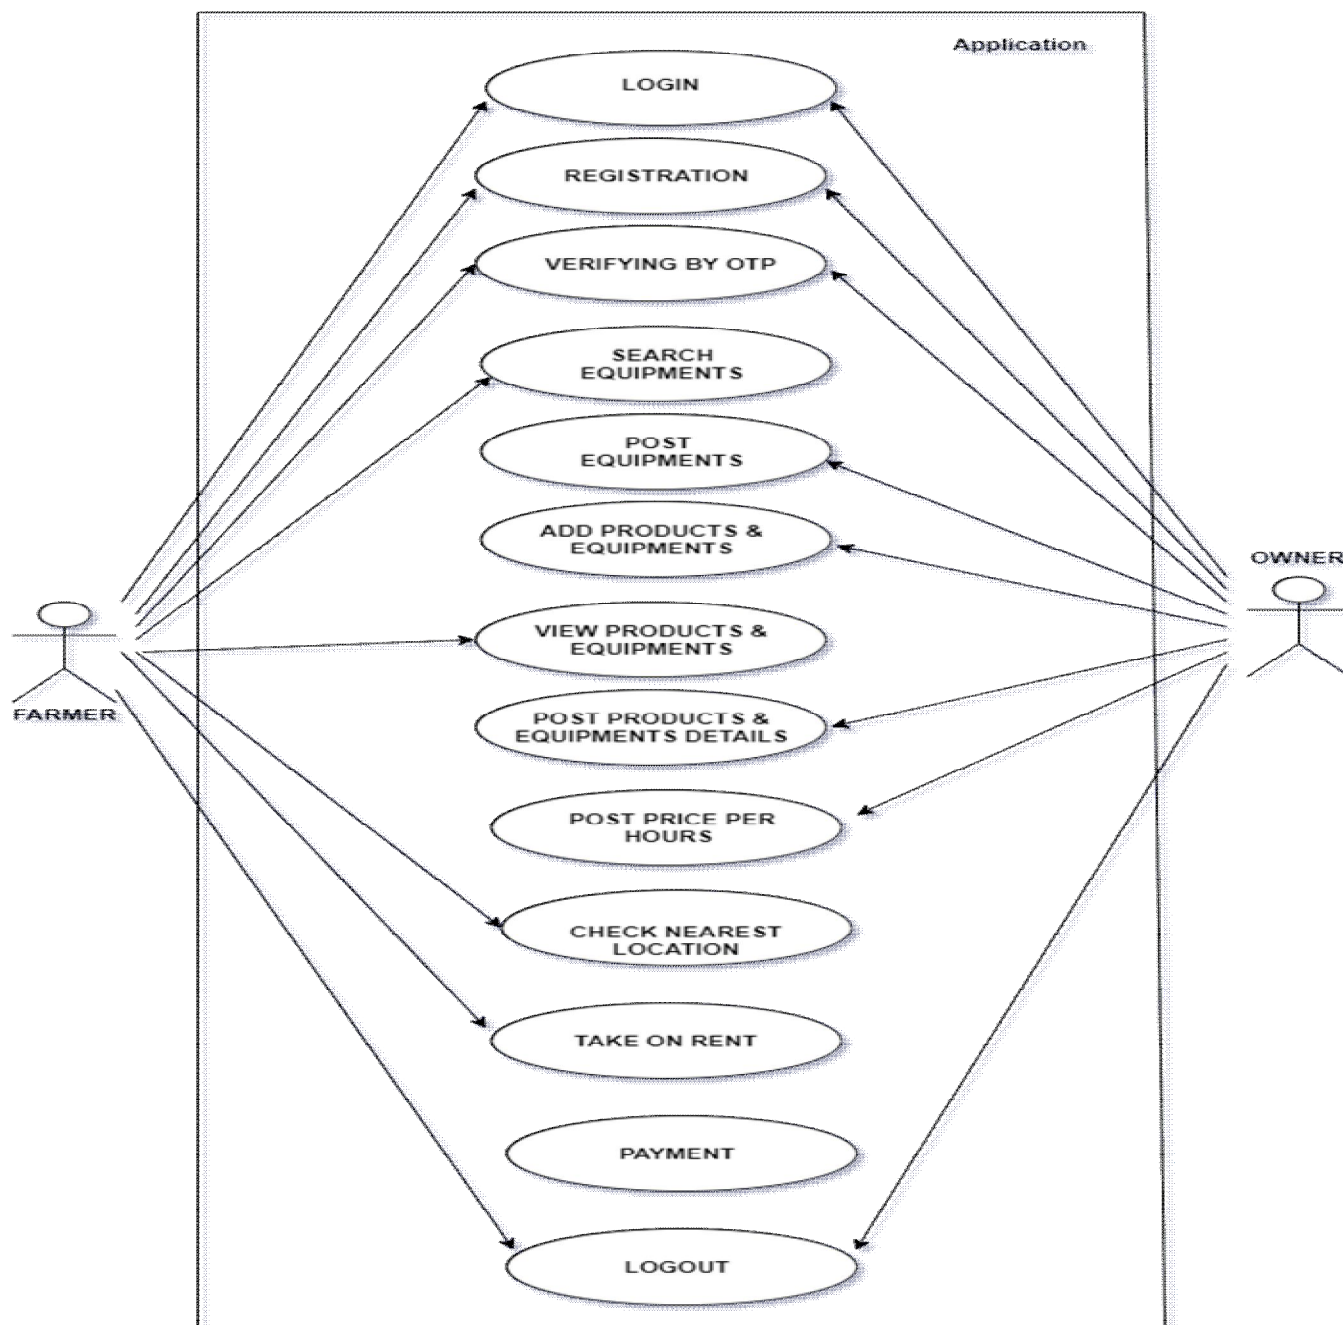 Application
LOGIN
REGISTRATION
VERIFYING BY OTP
SEARCH
EQUIPMENTS
POST
EQUIPMENTS
ADD PRODUCTS &
EQUIPMENTS
OWNER
VIEW PRODUCTS &
EQUIPMENTS
FARMER
POST PRODUCTS &
EQUIPMENTS DETAILS
POST PRICE PER
HOURS
CHECK NEAREST
LOCATION
TAKE ON RENT
PAYMENT
LOGOUT